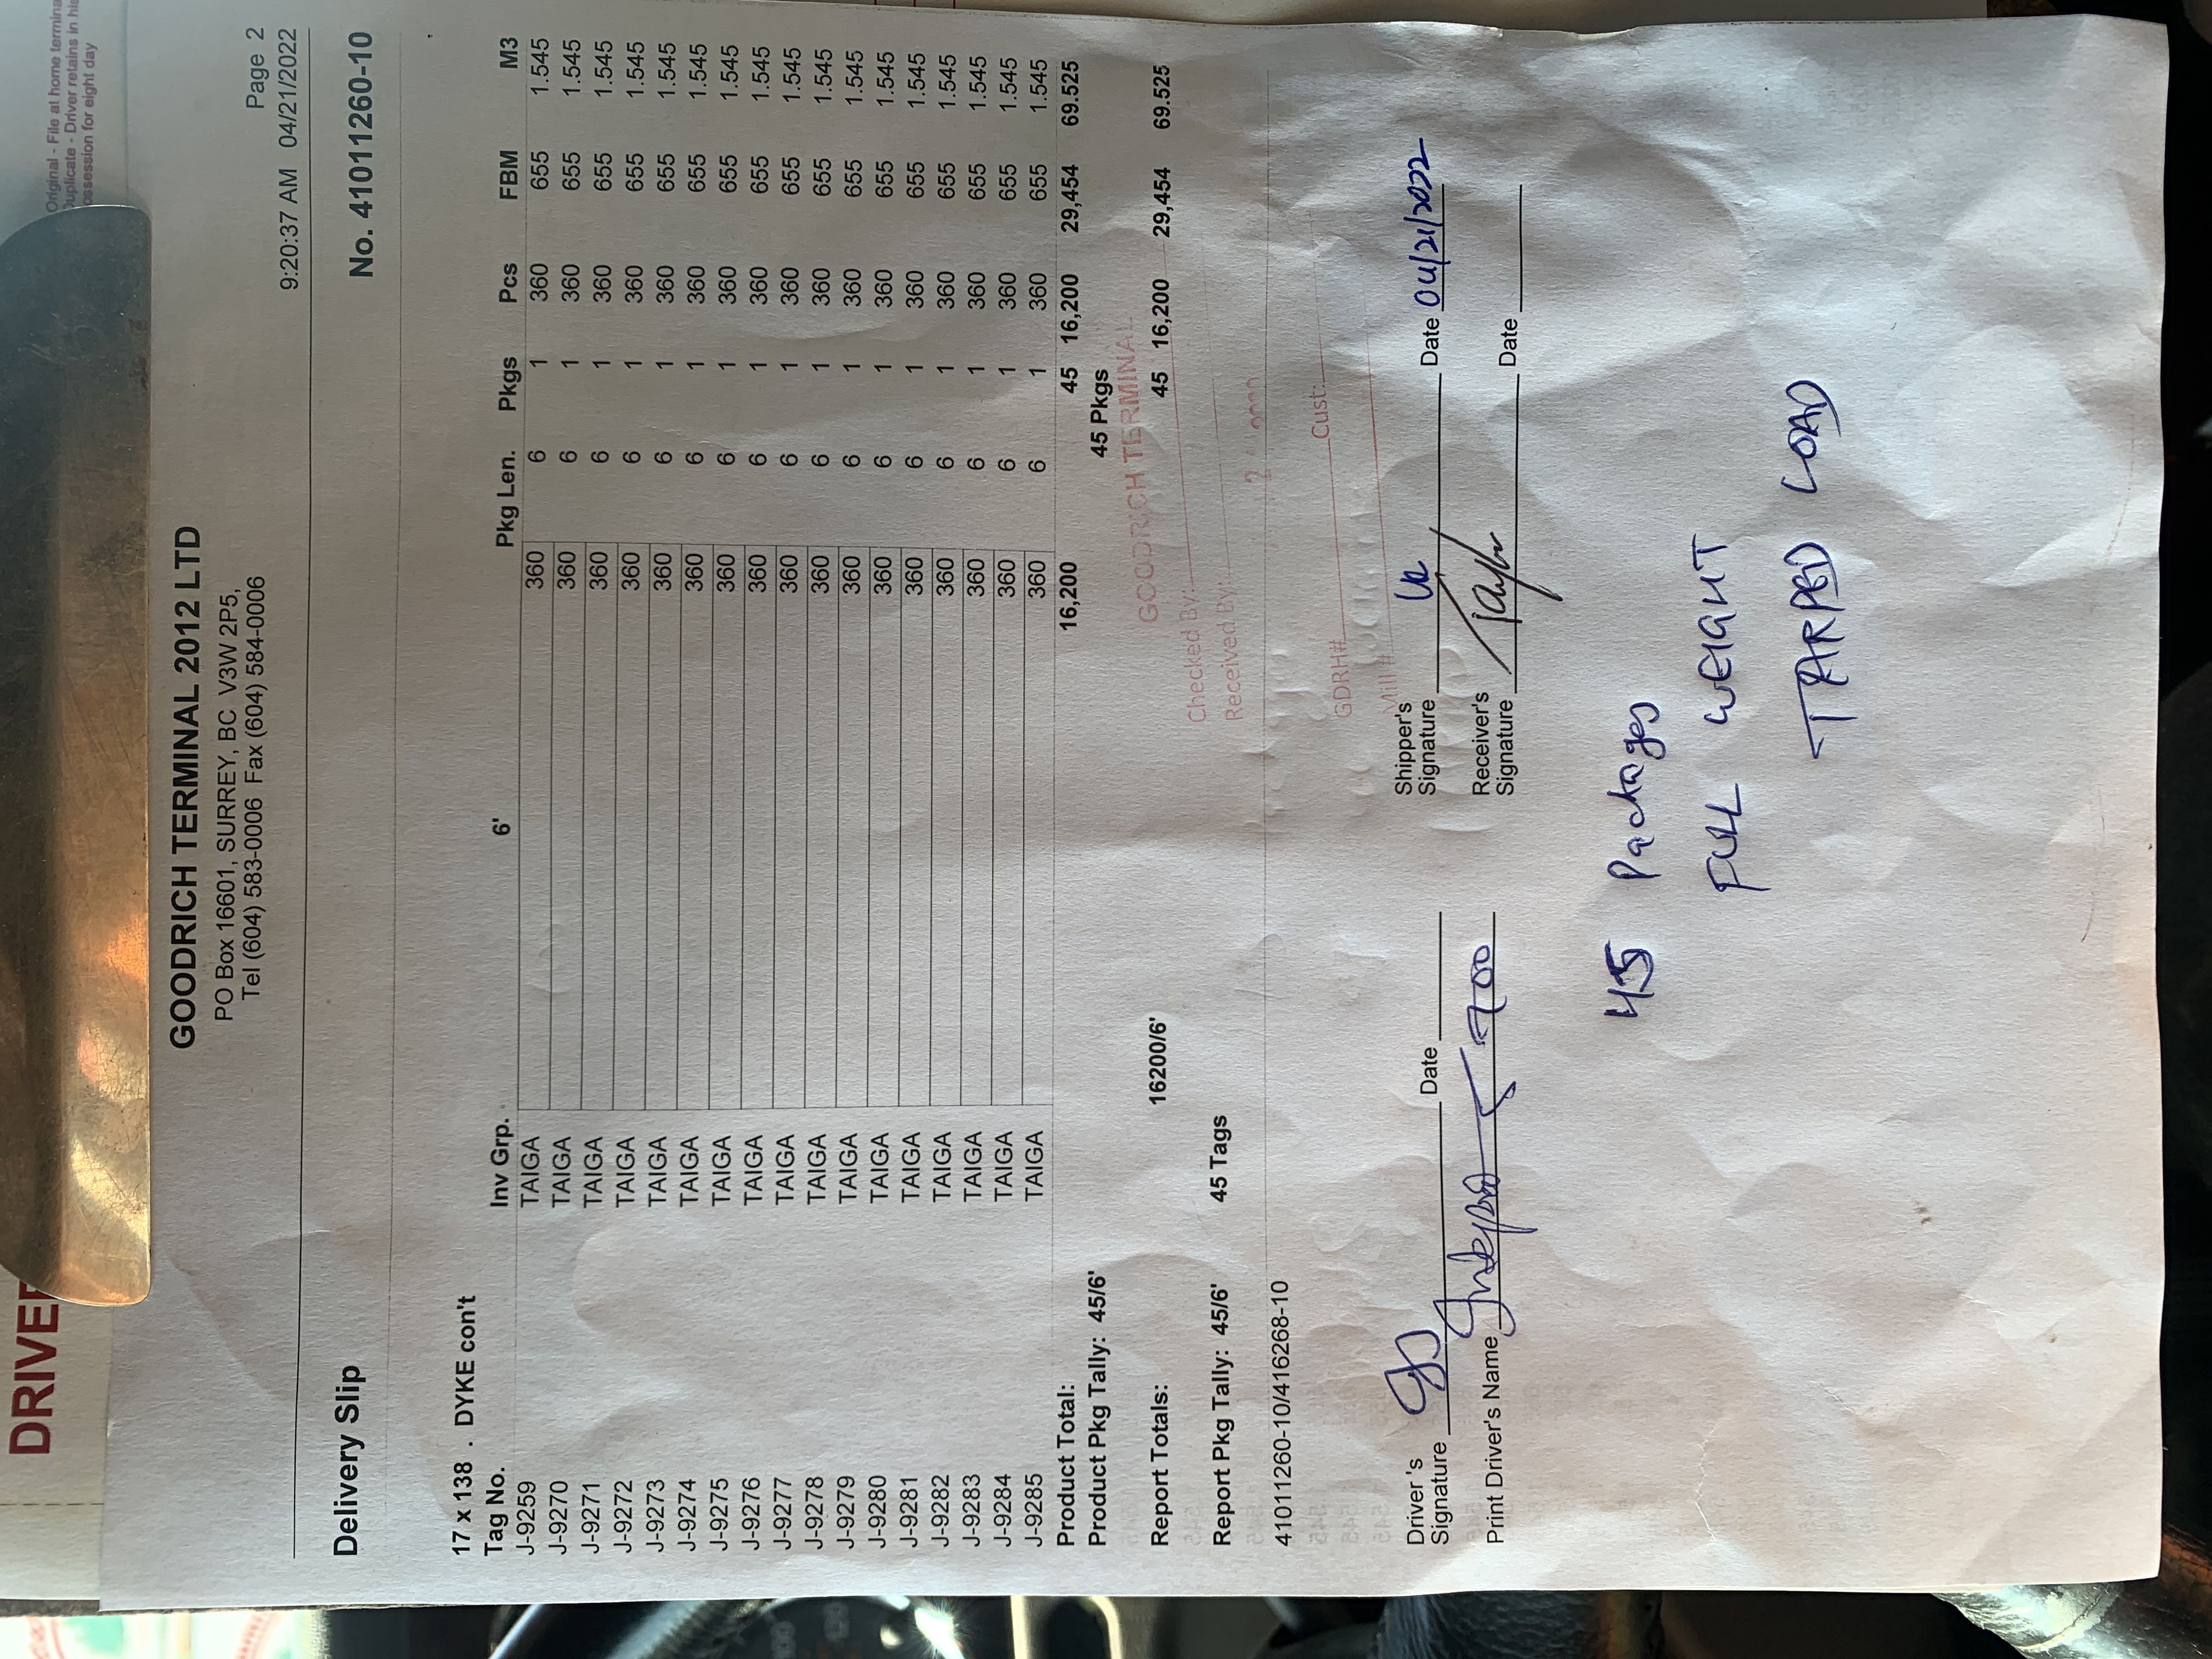 DRIVER
Original - File at home termina
Duplicate - Driver retains in his
possession for eight day
GOODRICH TERMINAL 2012 LTD
PO Box 16601, SURREY, BC V3W 2P5,
Tel (604) 583-0006 Fax (604) 584-0006
Page 2
9:20:37 AM 04/21/2022
Delivery Slip No. 41011260-10
17 x 138 . DYKE con't
Tag No. Inv Grp. 6' Pkg Len. Pkgs Pcs FBM M3
J-9259 TAIGA 360 6 1 360 655 1.545
J-9270 TAIGA 360 6 1 360 655 1.545
J-9271 TAIGA 360 6 1 360 655 1.545
J-9272 TAIGA 360 6 1 360 655 1.545
J-9273 TAIGA 360 6 1 360 655 1.545
J-9274 TAIGA 360 6 1 360 655 1.545
J-9275 TAIGA 360 6 1 360 655 1.545
J-9276 TAIGA 360 6 1 360 655 1.545
J-9277 TAIGA 360 6 1 360 655 1.545
J-9278 TAIGA 360 6 1 360 655 1.545
J-9279 TAIGA 360 6 1 360 655 1.545
J-9280 TAIGA 360 6 1 360 655 1.545
J-9281 TAIGA 360 6 1 360 655 1.545
J-9282 TAIGA 360 6 1 360 655 1.545
J-9283 TAIGA 360 6 1 360 655 1.545
J-9284 TAIGA 360 6 1 360 655 1.545
J-9285 TAIGA 360 6 1 360 655 1.545
Product Total: 16,200 45 16,200 29,454 69.525
Product Pkg Tally: 45/6' 45 Pkgs
GOODRICH TERMINAL
Report Totals: 16200/6' 45 16,200 29,454 69.525
Checked By:
Report Pkg Tally: 45/6' 45 Tags
Received By:
41011260-10/416268-10
GDRH# Cust:
Mill #
Driver 's Signature Date
Shipper's Signature Date 04/21/2022
Print Driver's Name 700
Receiver's Signature Taylor Date
45 Packages
FULL WEIGHT
TARPED LOAD